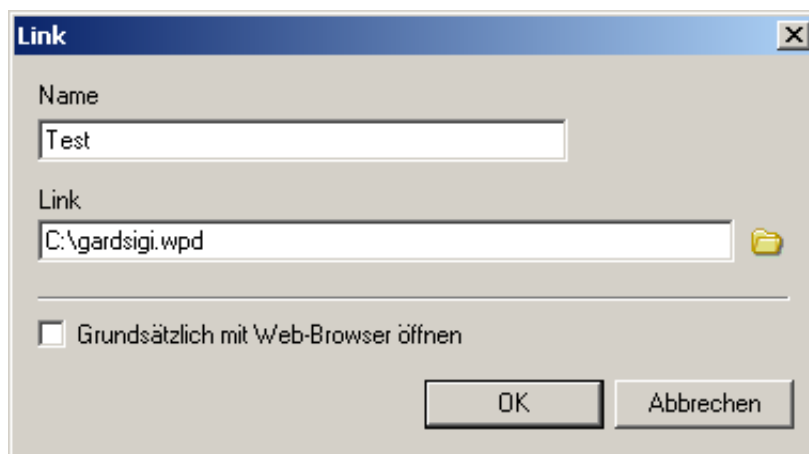 Link
Name
Test
Link
C:\gardsigi.wpd
Grundsätzlich mit Web-Browser öffnen
OK
Abbrechen